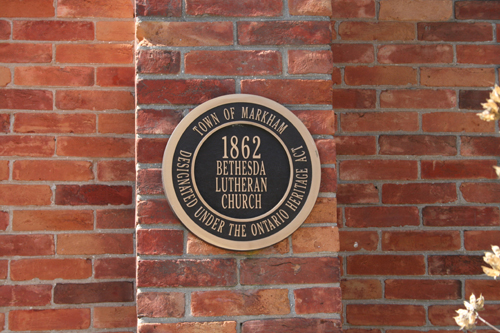 TOWN OF MARKHAM
1862
BETHESDA
LUTHERAN
CHURCH
DESIGNATED UNDER THE ONTARIO HERITAGE ACT